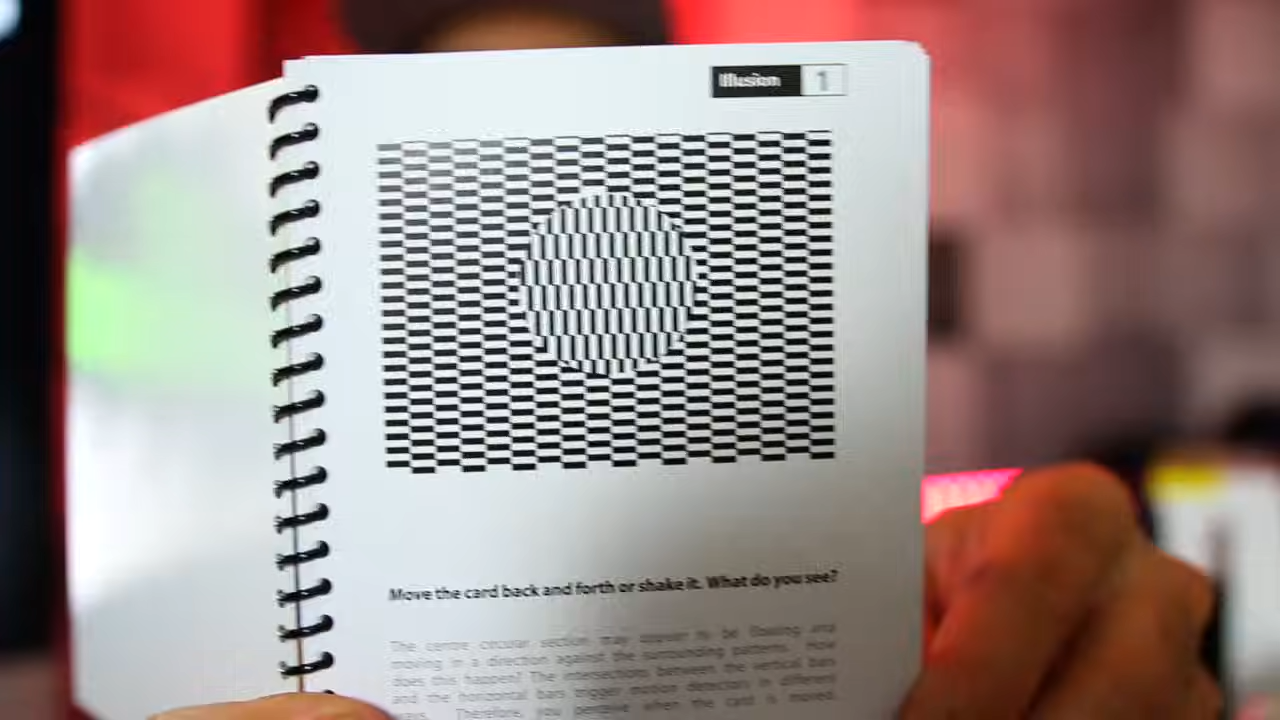 Illusion 1
Move the card back and forth or shake it. What do you see?
The centre circular section may appear to be flowing and
moving in a direction against the surrounding patterns. How
does this happen? The intersections between the vertical bars
and the horizontal bars trigger motion detectors in different
ways. Therefore, you perceive when the card is moved,